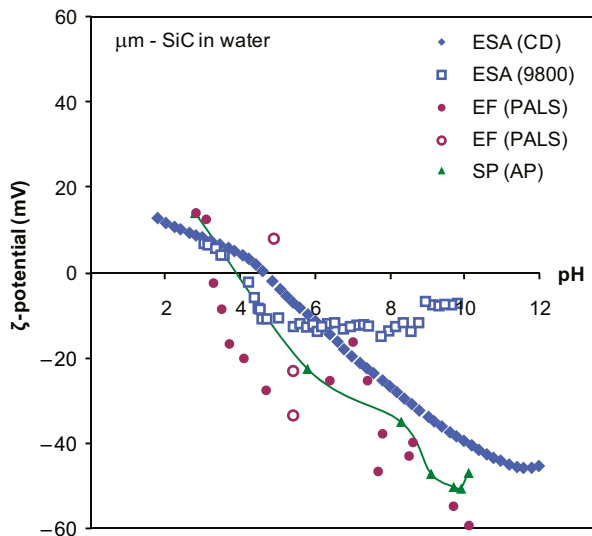 60
μm - SiC in water
ESA (CD)
ESA (9800)
EF (PALS)
EF (PALS)
SP (AP)
40
20
0
−20
−40
−60
ζ-potential (mV)
pH
2 4 6 8 10 12